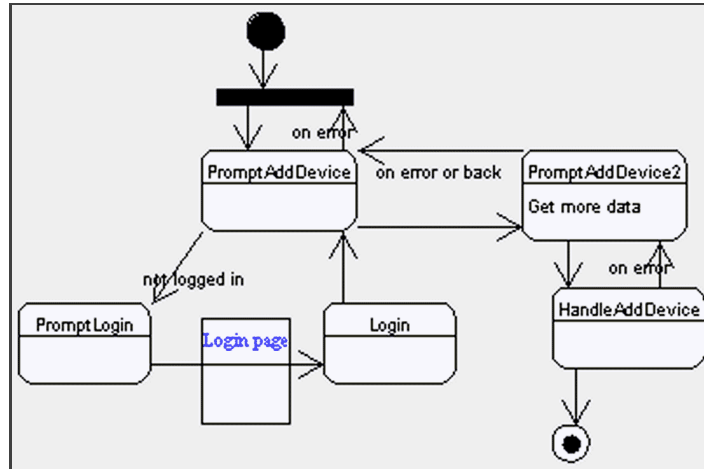 on error
PromptAddDevice
on error or back
PromptAddDevice2
Get more data
not logged in
on error
PromptLogin
Login page
Login
HandleAddDevice